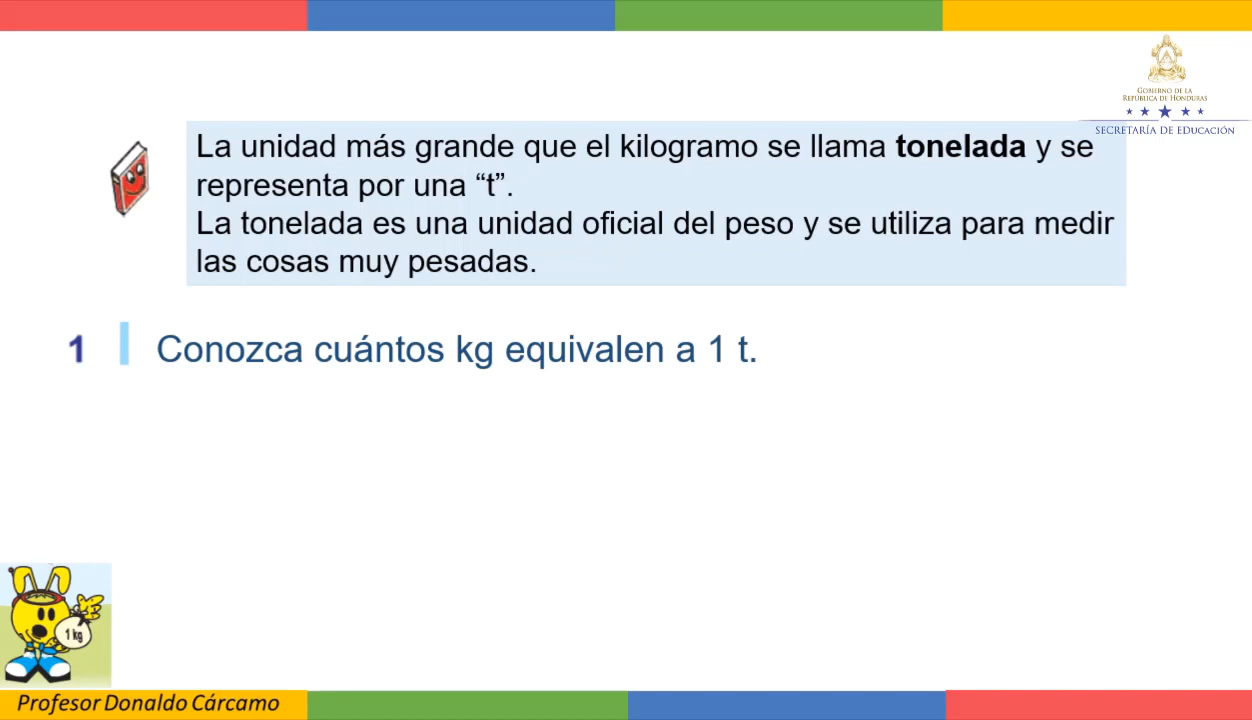 GOBIERNO DE LA
REPÚBLICA DE HONDURAS
SECRETARÍA DE EDUCACIÓN
La unidad más grande que el kilogramo se llama tonelada y se
representa por una “t”.
La tonelada es una unidad oficial del peso y se utiliza para medir
las cosas muy pesadas.
1 Conozca cuántos kg equivalen a 1 t.
1 kg
Profesor Donaldo Cárcamo